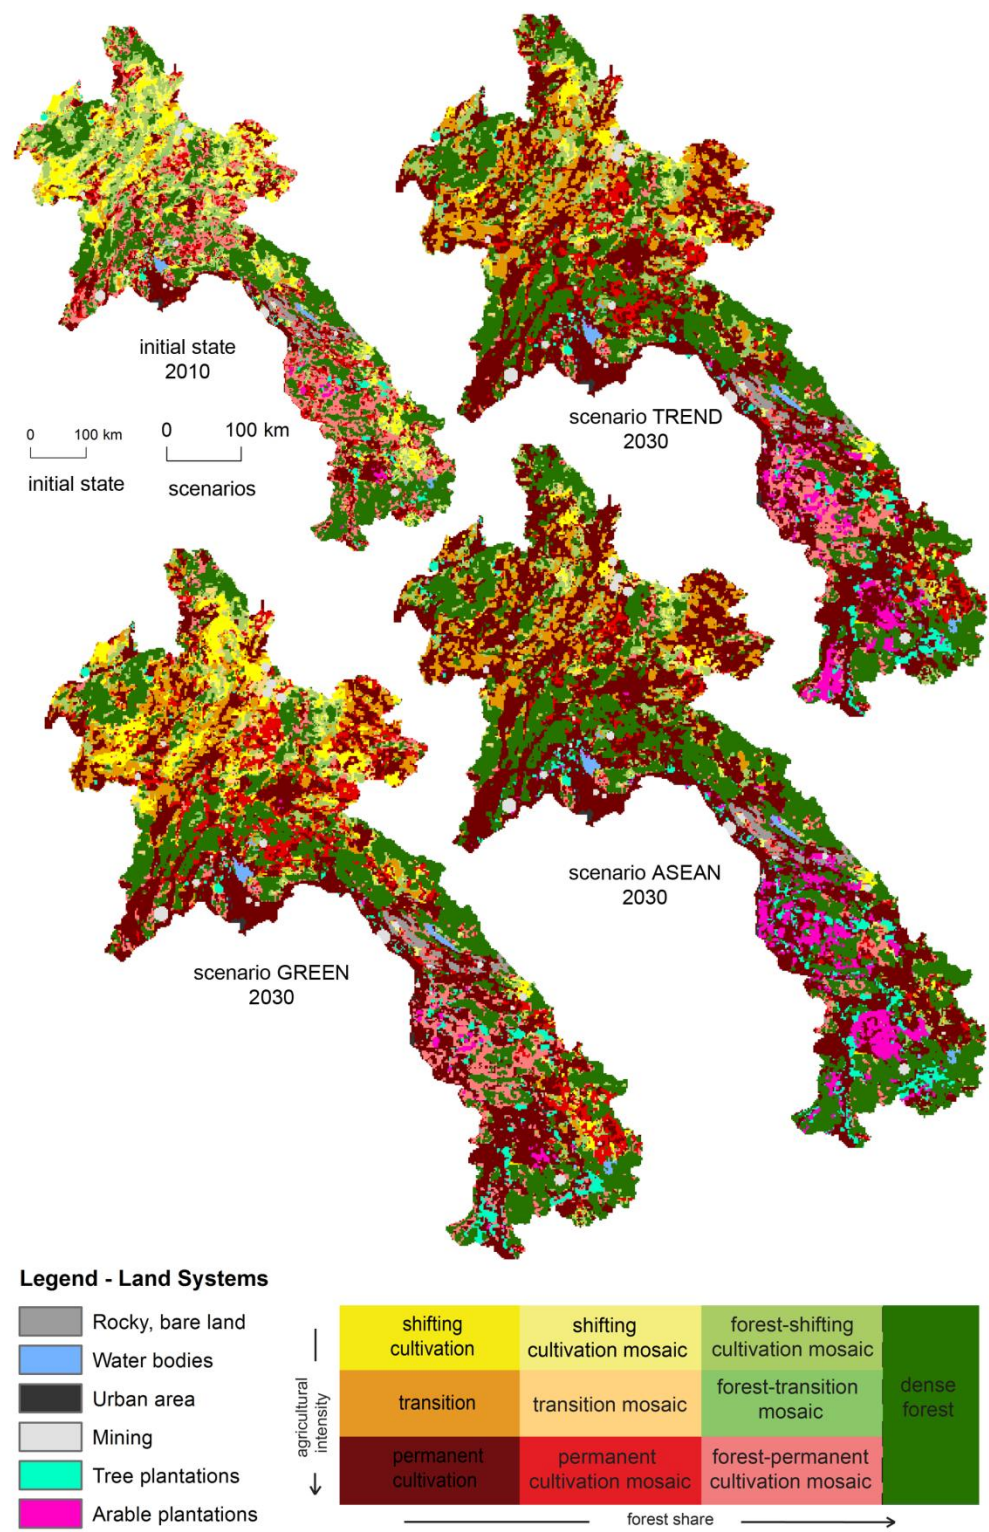 initial state
2010
0 100 km
initial state
0 100 km
scenarios
scenario TREND
2030
scenario ASEAN
2030
scenario GREEN
2030
Legend - Land Systems
Rocky, bare land
Water bodies
Urban area
Mining
Tree plantations
Arable plantations
agricultural
intensity
shifting
cultivation
shifting
cultivation mosaic
forest-shifting
cultivation mosaic
transition
transition mosaic
forest-transition
mosaic
permanent
cultivation
permanent
cultivation mosaic
forest-permanent
cultivation mosaic
dense
forest
forest share